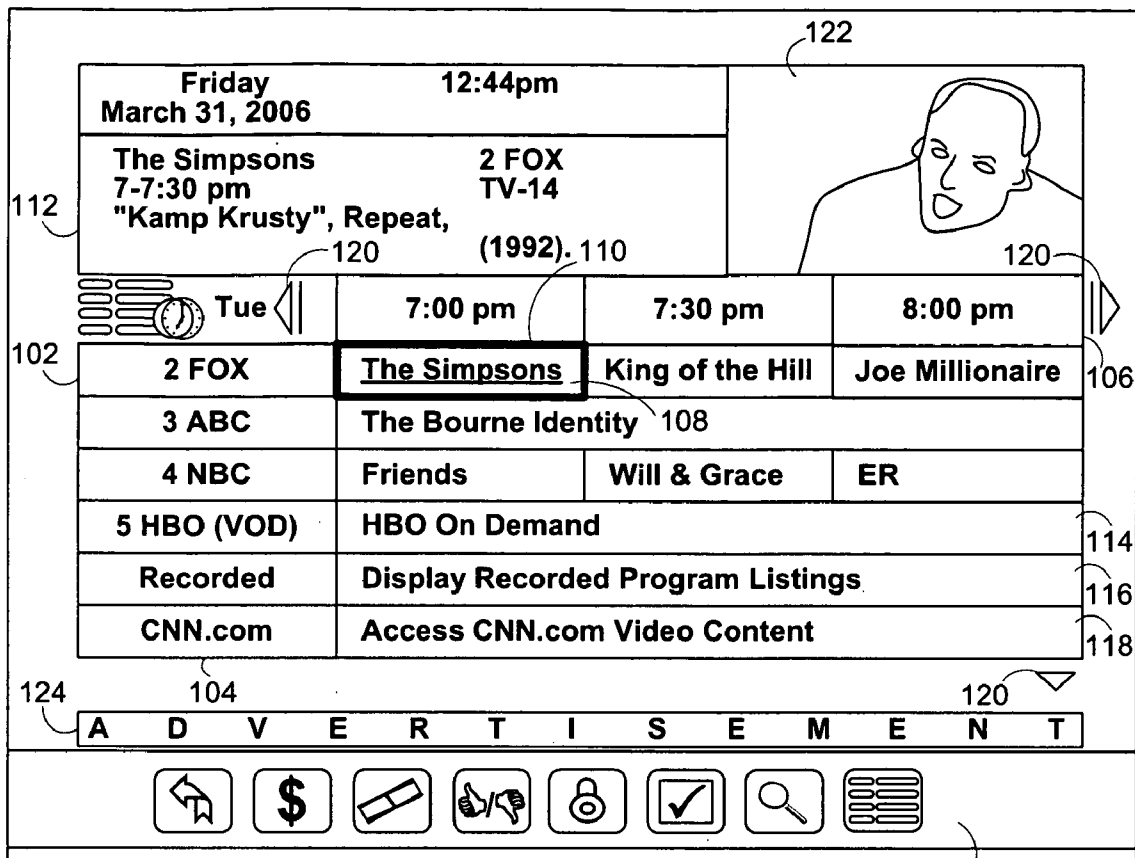 122
Friday 12:44pm
March 31, 2006
The Simpsons 2 FOX
7-7:30 pm TV-14
"Kamp Krusty", Repeat,
(1992).
112
120
110
120
Tue 7:00 pm 7:30 pm 8:00 pm
102
2 FOX The Simpsons King of the Hill Joe Millionaire
106
3 ABC The Bourne Identity 108
4 NBC Friends Will & Grace ER
5 HBO (VOD) HBO On Demand
114
Recorded Display Recorded Program Listings
116
CNN.com Access CNN.com Video Content
118
124
104
120
A D V E R T I S E M E N T
$